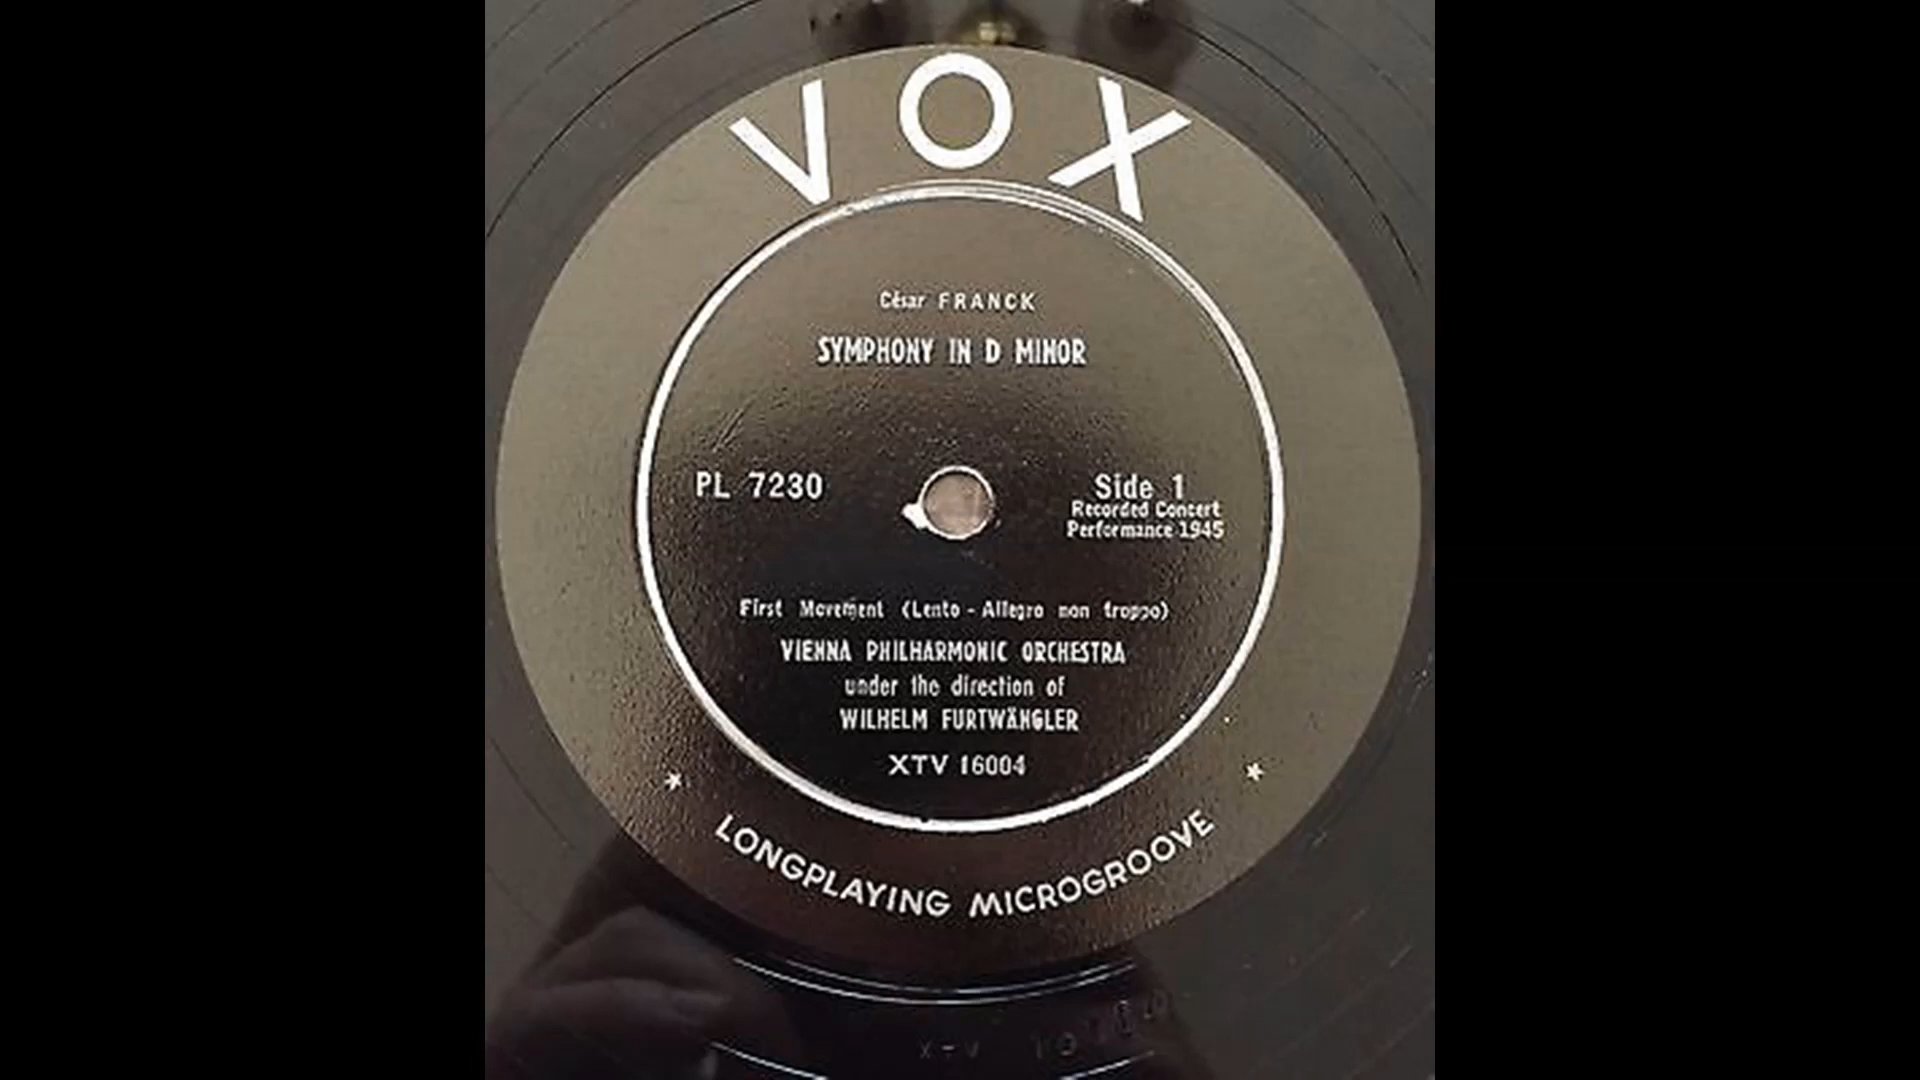 VOX
César FRANCK
SYMPHONY IN D MINOR
PL 7230
Side 1
Recorded Concert
Performance 1945
First Movement (Lento - Allegro non troppo)
VIENNA PHILHARMONIC ORCHESTRA
under the direction of
WILHELM FURTWÄNGLER
XTV 16004
LONGPLAYING MICROGROOVE